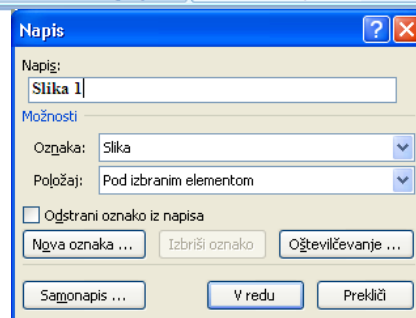 Napis
Napis:
Slika 1
Možnosti
Oznaka: Slika
Položaj: Pod izbranim elementom
Odstrani oznako iz napisa
Nova oznaka ... Izbriši oznako Oštevilčevanje ...
Samonapis ... V redu Prekliči